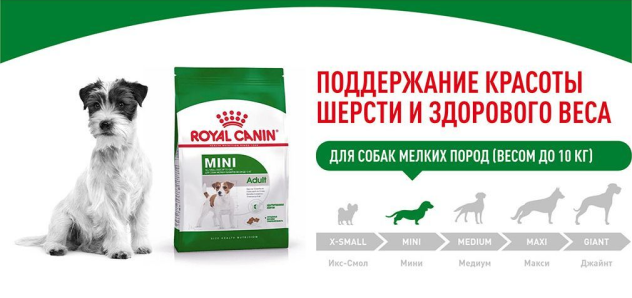 ПОДДЕРЖАНИЕ КРАСОТЫ
ШЕРСТИ И ЗДОРОВОГО ВЕСА
ДЛЯ СОБАК МЕЛКИХ ПОРОД (ВЕСОМ ДО 10 КГ)
ROYAL CANIN
MINI
Adult
X-SMALL
MINI
MEDIUM
MAXI
GIANT
Икс-Смол
Мини
Медиум
Макси
Джайнт